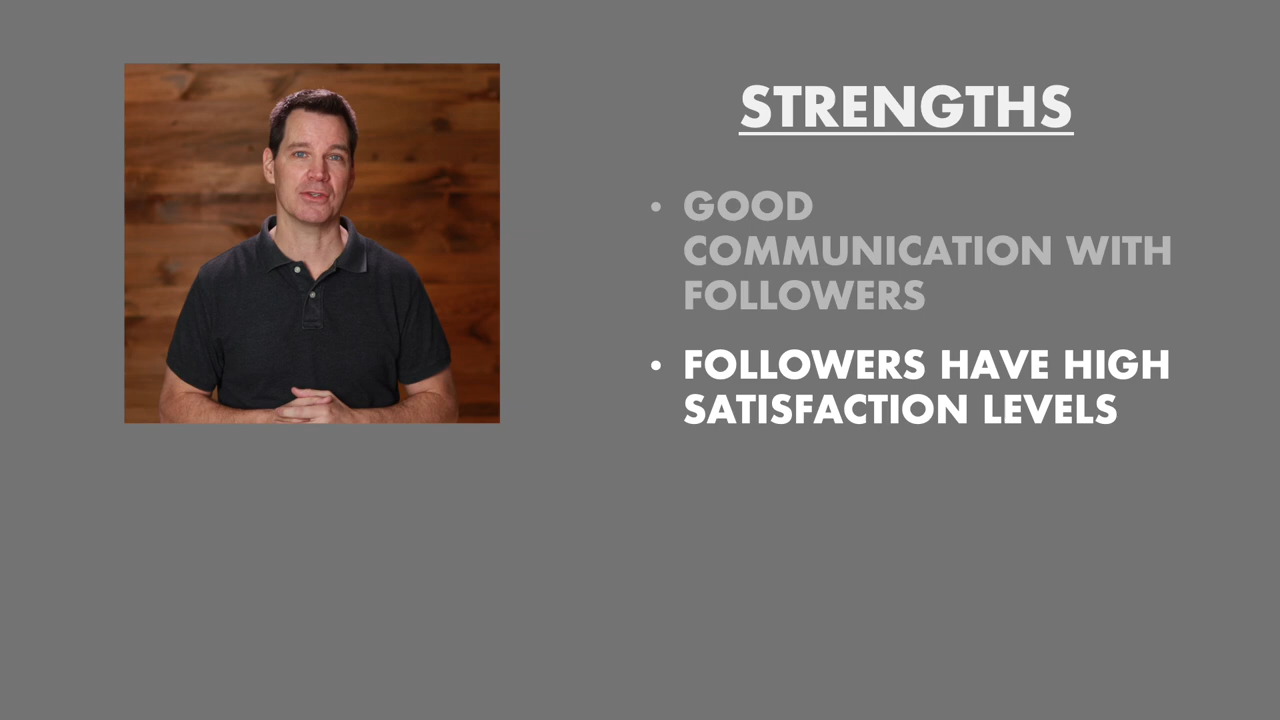 STRENGTHS
• GOOD
COMMUNICATION WITH
FOLLOWERS
• FOLLOWERS HAVE HIGH
SATISFACTION LEVELS